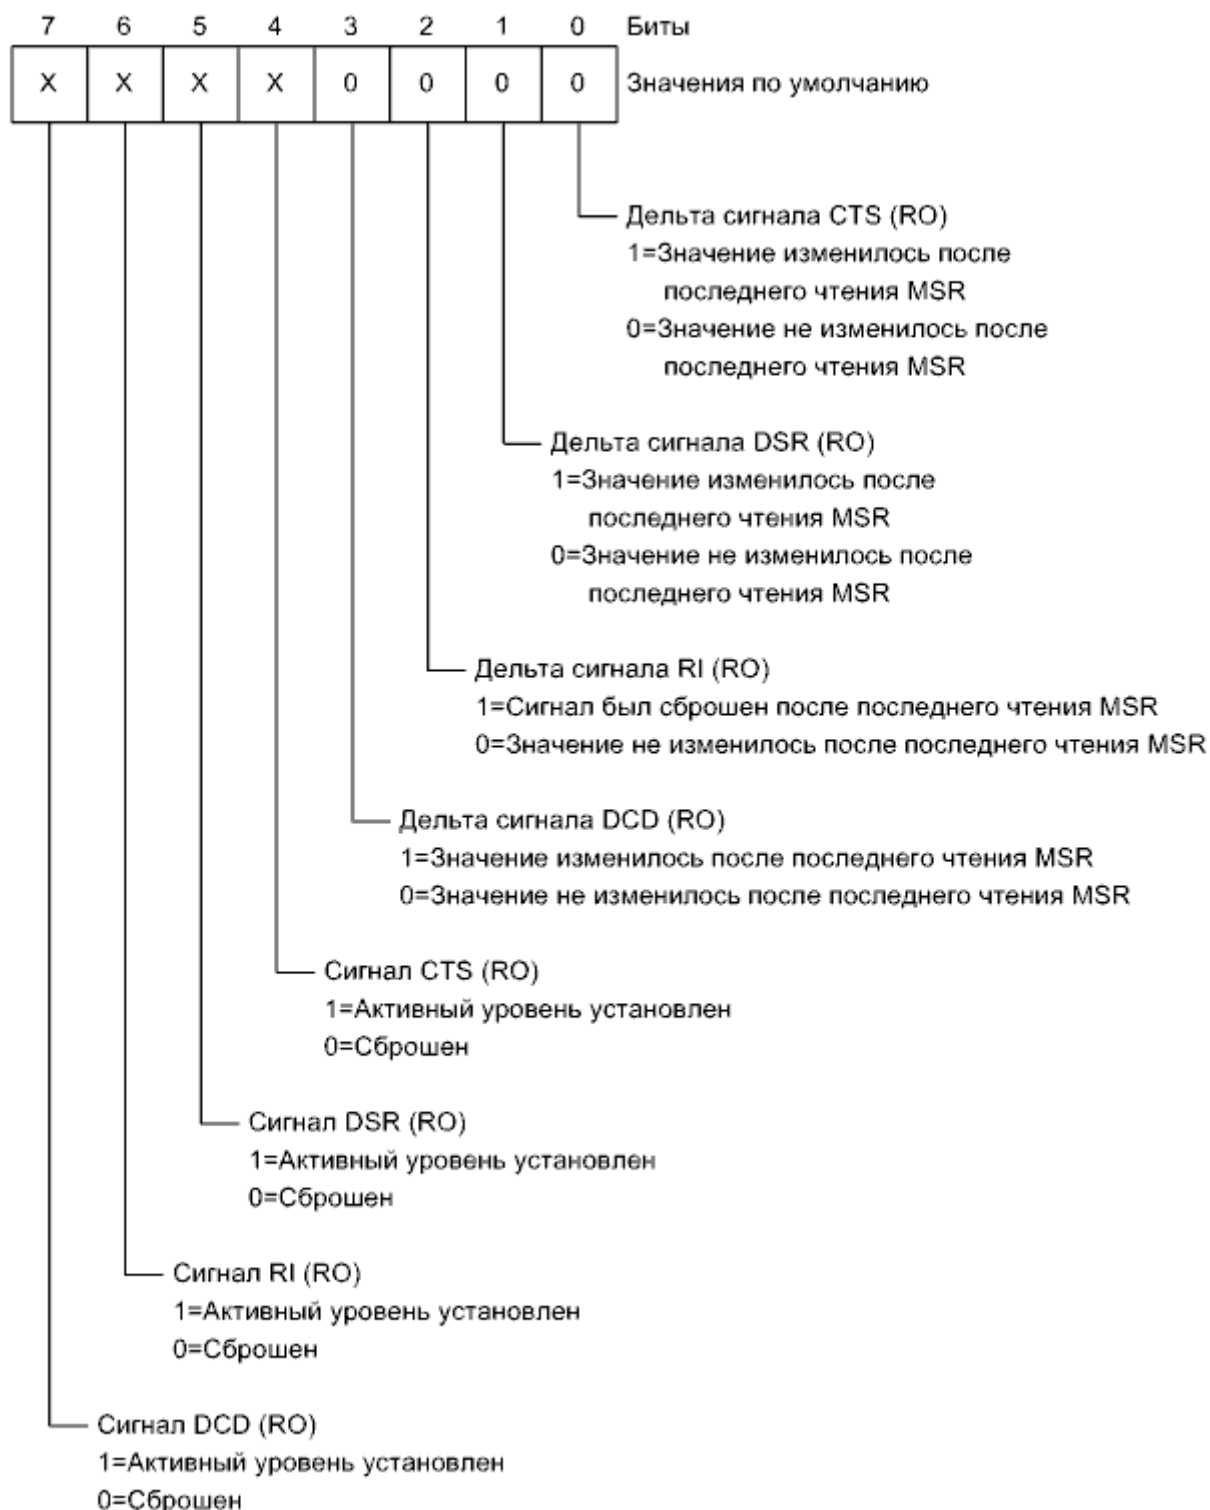 7 6 5 4 3 2 1 0 Биты
X X X X 0 0 0 0 Значения по умолчанию
Дельта сигнала CTS (RO)
1=Значение изменилось после
последнего чтения MSR
0=Значение не изменилось после
последнего чтения MSR
Дельта сигнала DSR (RO)
1=Значение изменилось после
последнего чтения MSR
0=Значение не изменилось после
последнего чтения MSR
Дельта сигнала RI (RO)
1=Сигнал был сброшен после последнего чтения MSR
0=Значение не изменилось после последнего чтения MSR
Дельта сигнала DCD (RO)
1=Значение изменилось после последнего чтения MSR
0=Значение не изменилось после последнего чтения MSR
Сигнал CTS (RO)
1=Активный уровень установлен
0=Сброшен
Сигнал DSR (RO)
1=Активный уровень установлен
0=Сброшен
Сигнал RI (RO)
1=Активный уровень установлен
0=Сброшен
Сигнал DCD (RO)
1=Активный уровень установлен
0=Сброшен